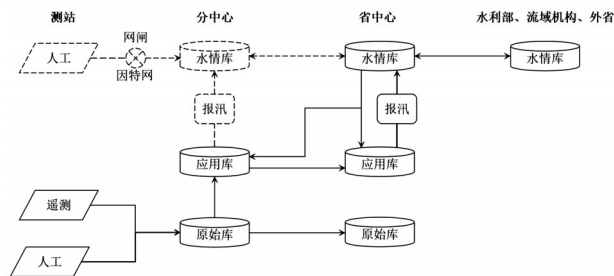 测站 分中心 省中心 水利部、流域机构、外省
网闸
人工 水情库 水情库 水情库
因特网
报汛 报汛
应用库 应用库
遥测
原始库 原始库
人工